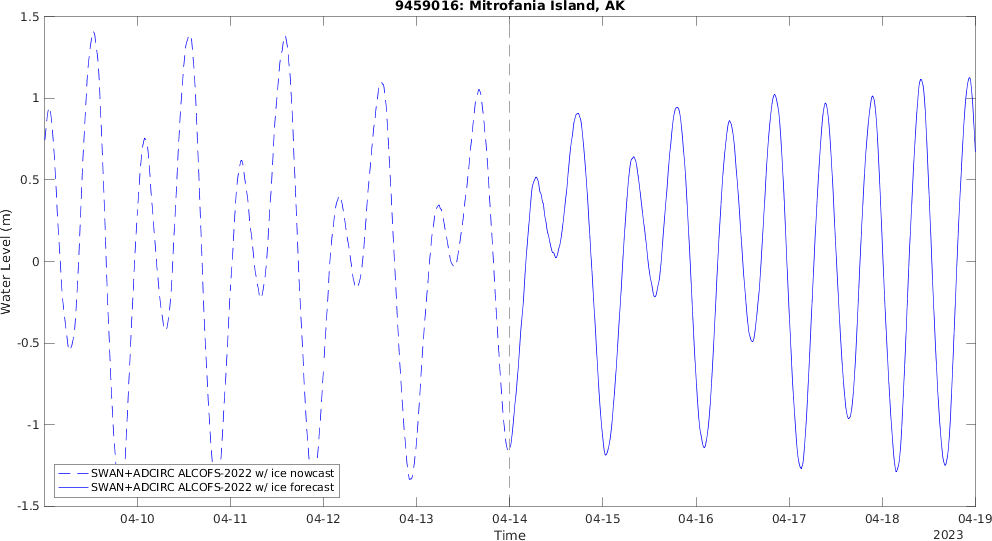 9459016: Mitrofania Island, AK
1.5
1
0.5
0
-0.5
-1
-1.5
Water Level (m)
SWAN+ADCIRC ALCOFS-2022 w/ ice nowcast
SWAN+ADCIRC ALCOFS-2022 w/ ice forecast
04-10 04-11 04-12 04-13 04-14 04-15 04-16 04-17 04-18 04-19
Time
2023